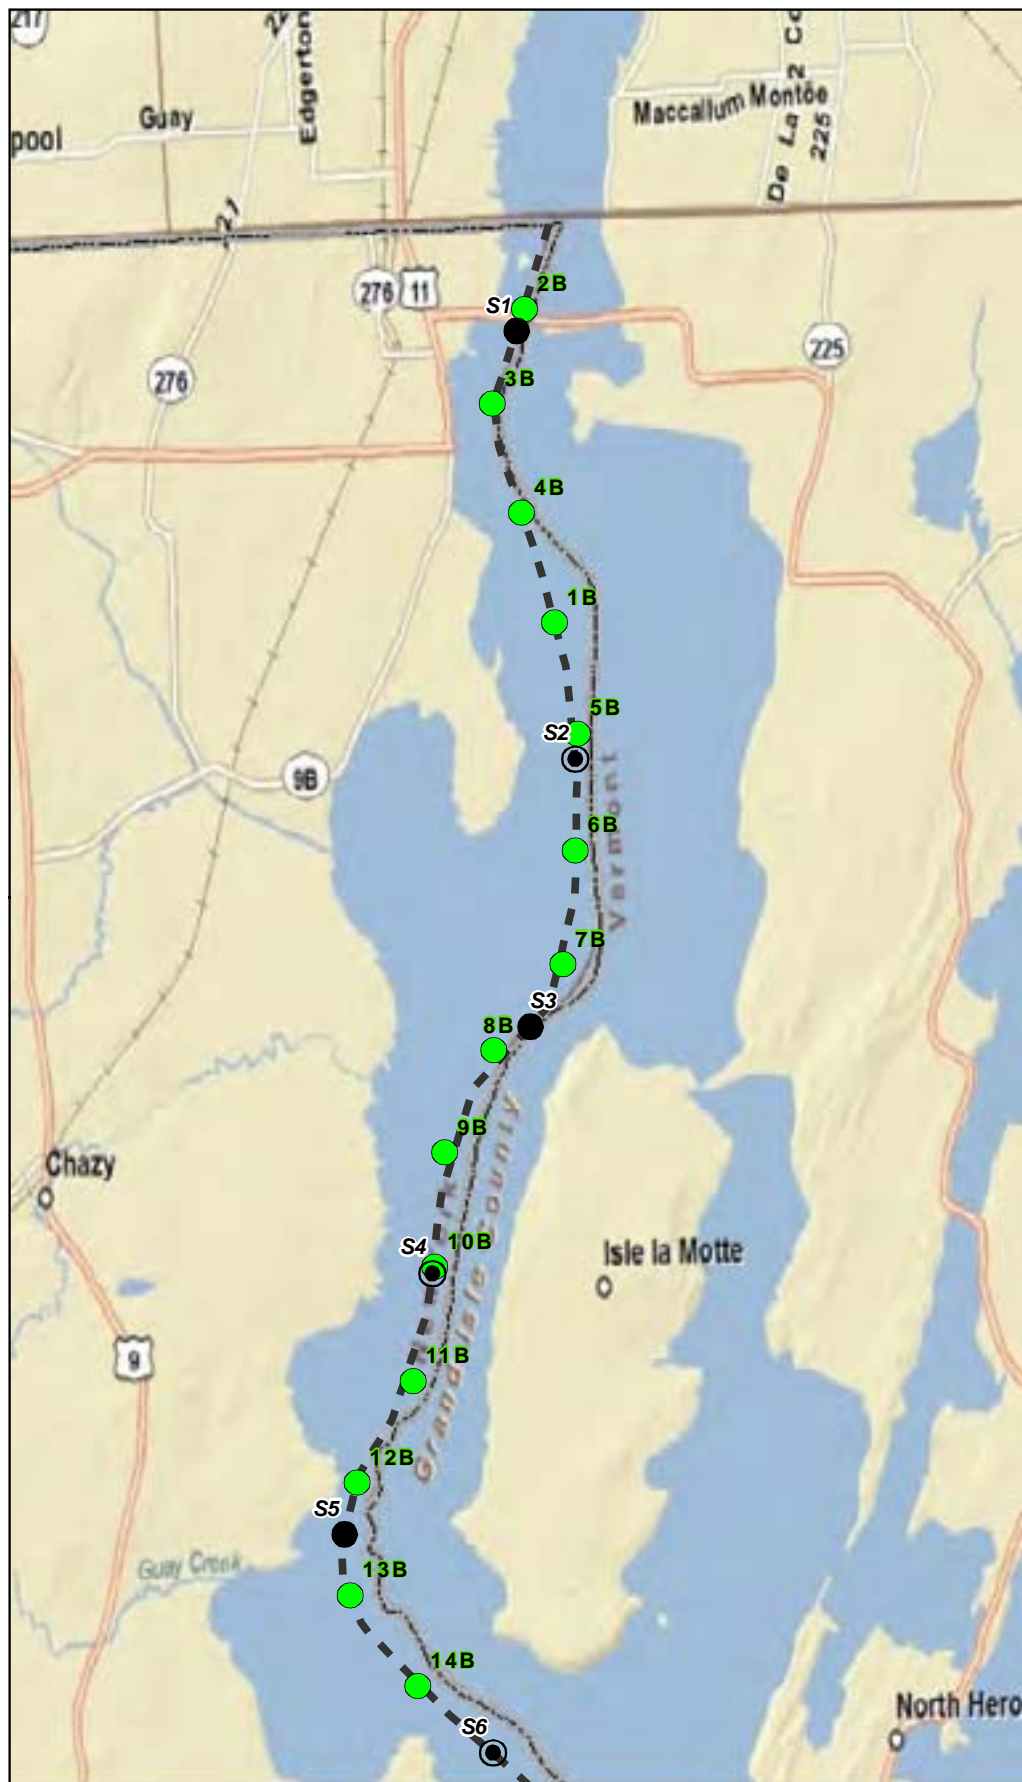 217
22
Edgerton
Guay
pool
Maccallum Montée
De La 2 Co
225
221
2B
276
11
S1
225
276
3B
4B
1B
5B
S2
9B
6B
Vermont
7B
S3
8B
9B
Chazy
10B
S4
Isle la Motte
Grand Isle County
11B
9
12B
S5
Guay Creek
13B
14B
North Hero
S6